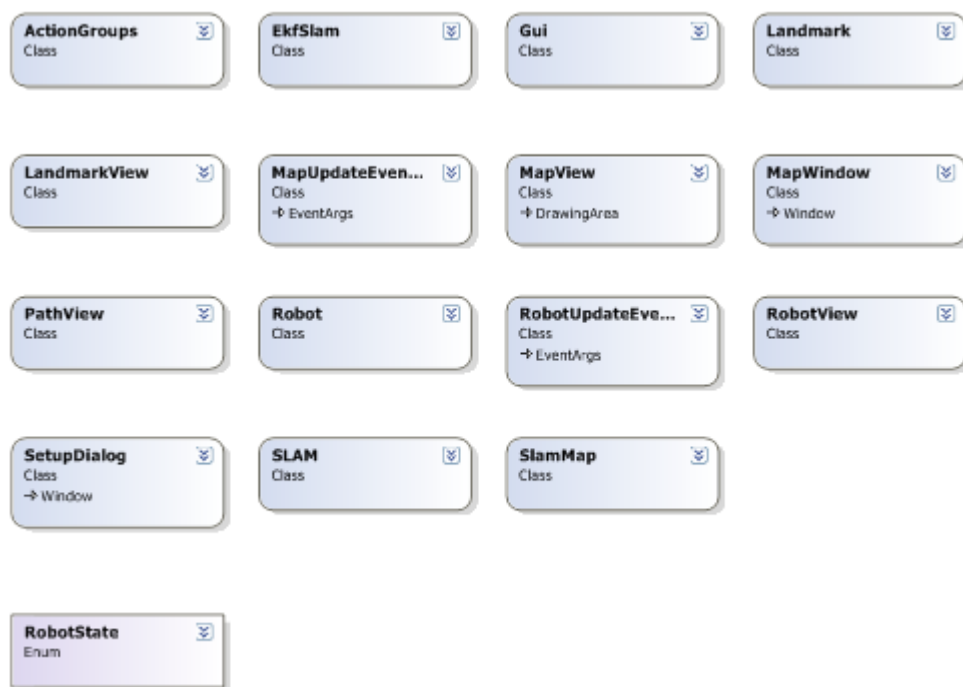 ActionGroups
Class
EkfSlam
Class
Gui
Class
Landmark
Class
LandmarkView
Class
MapUpdateEven...
Class
EventArgs
MapView
Class
DrawingArea
MapWindow
Class
Window
PathView
Class
Robot
Class
RobotUpdateEve...
Class
EventArgs
RobotView
Class
SetupDialog
Class
Window
SLAM
Class
SlamMap
Class
RobotState
Enum